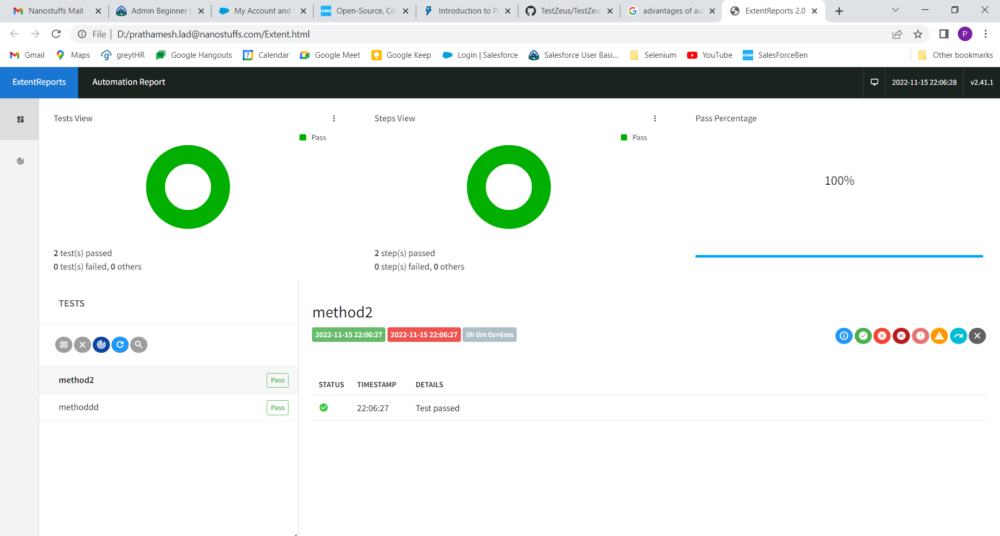 Nanostuffs Mail
Admin Beginner |
My Account and
Open-Source, Co
Introduction to Pe
TestZeus/TestZeus
advantages of au
ExtentReports 2.0
File | D:/prathamesh.lad@nanostuffs.com/Extent.html
P
Gmail
Maps
greytHR
Google Hangouts
7 Calendar
Google Meet
Google Keep
Login | Salesforce
Salesforce User Basi...
Selenium
YouTube
SalesForceBen
Other bookmarks
ExtentReports
Automation Report
2022-11-15 22:06:28
v2.41.1
Tests View
Pass
2 test(s) passed
0 test(s) failed, 0 others
Steps View
Pass
2 step(s) passed
0 step(s) failed, 0 others
Pass Percentage
100%
TESTS
method2 Pass
methoddd Pass
method2
2022-11-15 22:06:27 2022-11-15 22:06:27 0h 0m 0s+6ms
STATUS TIMESTAMP DETAILS
22:06:27 Test passed